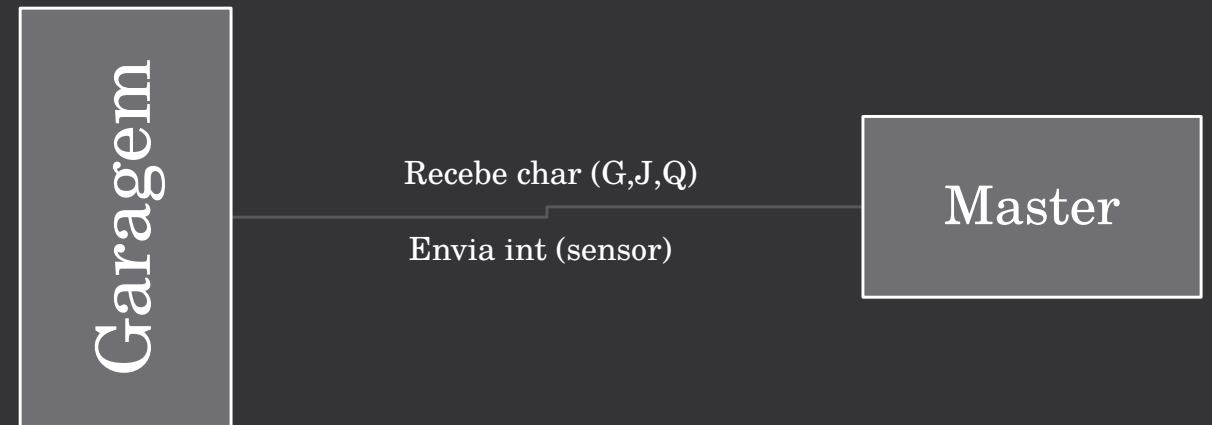 Garagem
Recebe char (G,J,Q)
Envia int (sensor)
Master